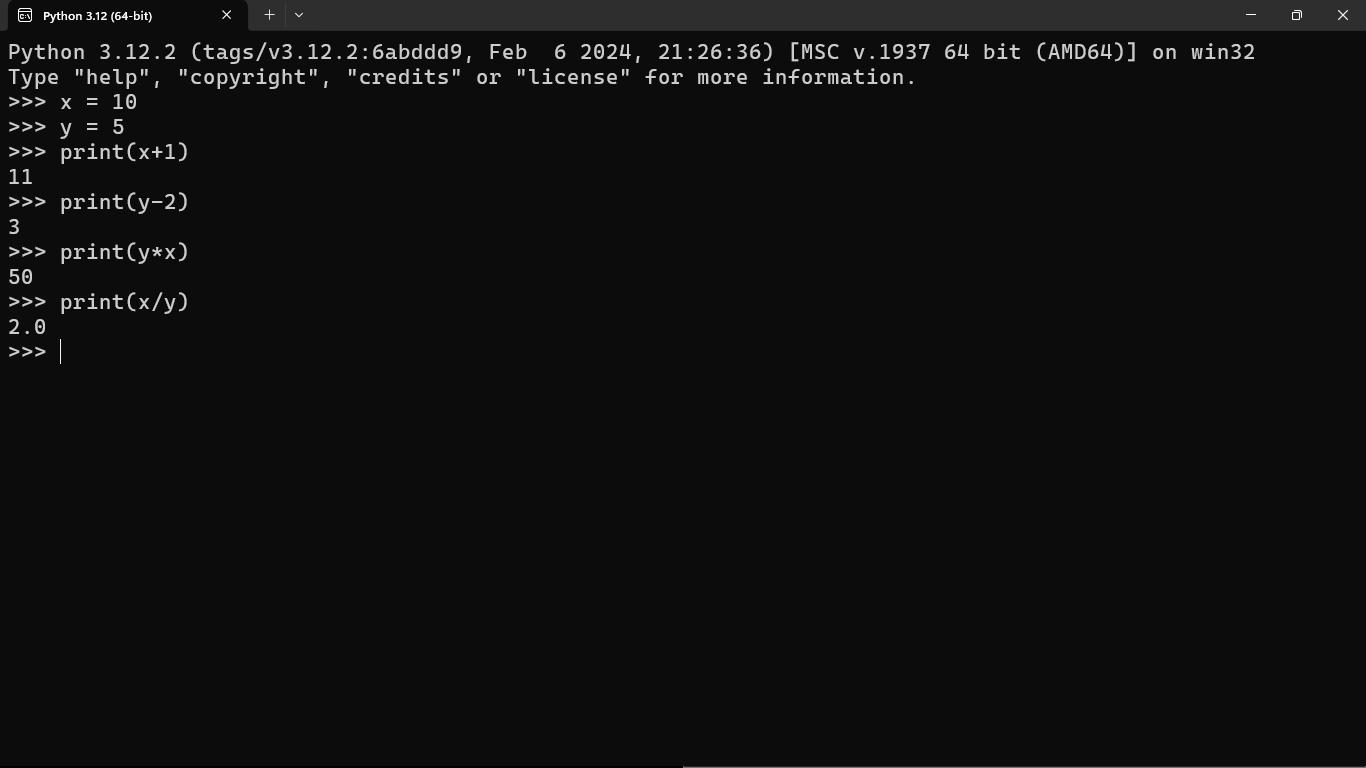 Python 3.12 (64-bit)
Python 3.12.2 (tags/v3.12.2:6abddd9, Feb  6 2024, 21:26:36) [MSC v.1937 64 bit (AMD64)] on win32
Type "help", "copyright", "credits" or "license" for more information.
>>> x = 10
>>> y = 5
>>> print(x+1)
11
>>> print(y-2)
3
>>> print(y*x)
50
>>> print(x/y)
2.0
>>>